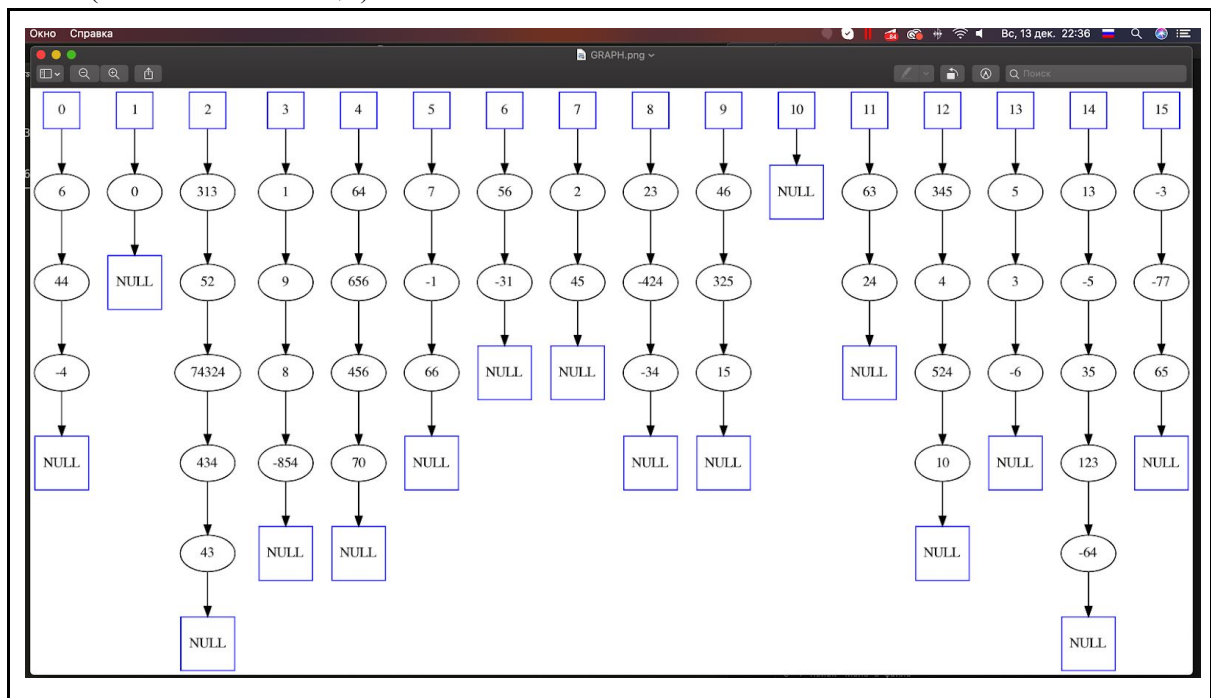 Окно Справка Вс, 13 дек. 22:36
GRAPH.png
Поиск
0 1 2 3 4 5 6 7 8 9 10 11 12 13 14 15
6 0 313 1 64 7 56 2 23 46 NULL 63 345 5 13 -3
44 NULL 52 9 656 -1 -31 45 -424 325 24 4 3 -5 -77
-4 74324 8 456 66 NULL NULL -34 15 NULL 524 -6 35 65
NULL 434 -854 70 NULL NULL NULL 10 NULL 123 NULL
43 NULL NULL NULL -64
NULL NULL